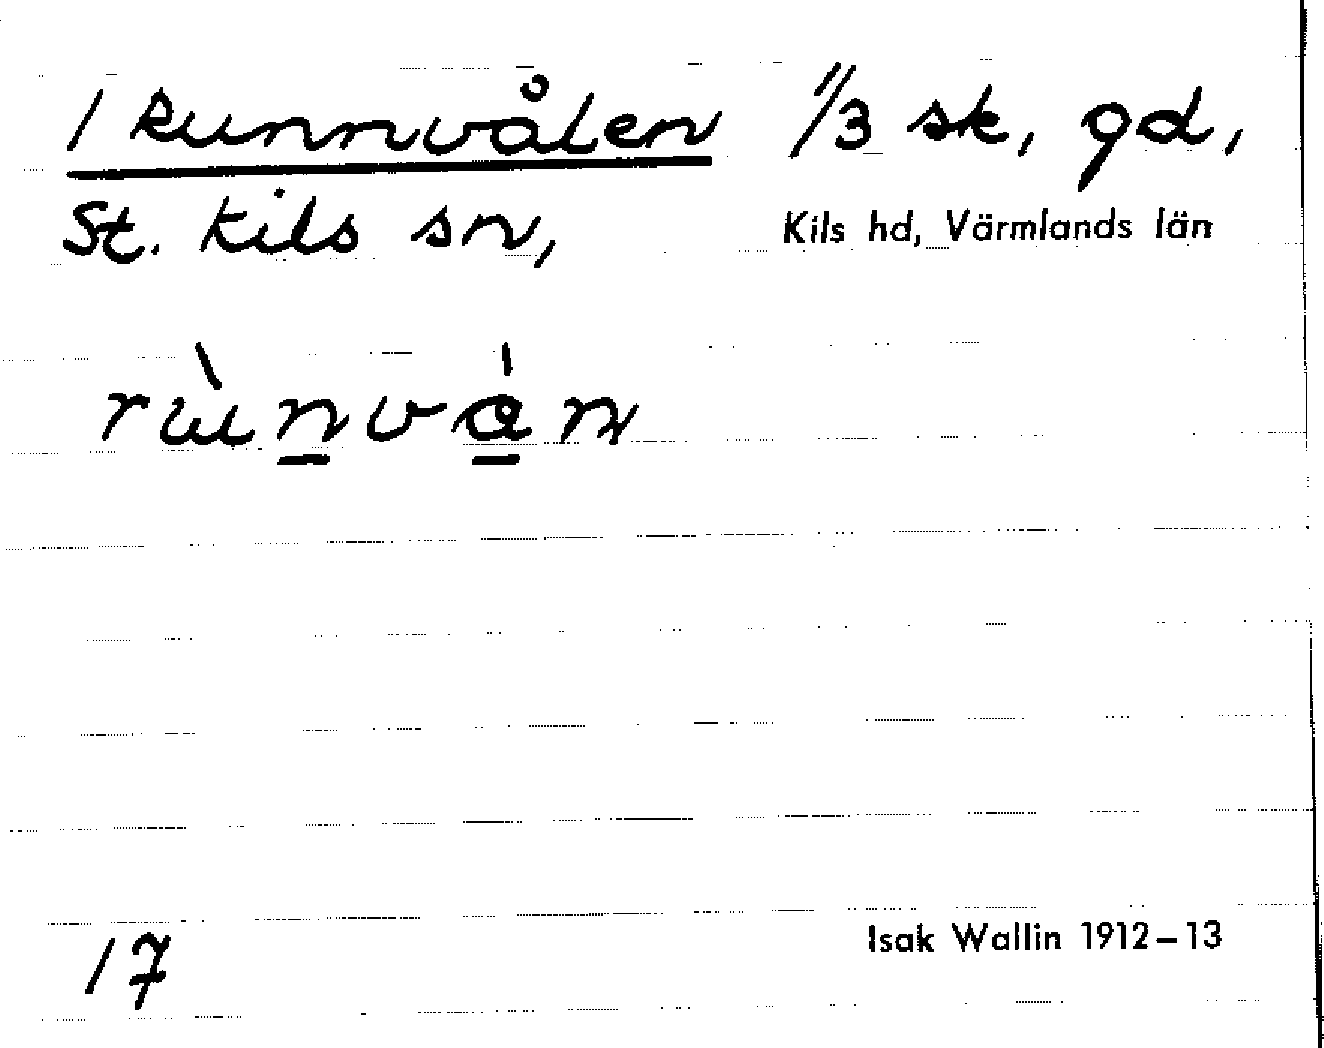 1 Runnvålen 1/3 sk, gd,
St. Kils sn, Kils hd, Värmlands län
rùnvån
17
Isak Wallin 1912–13